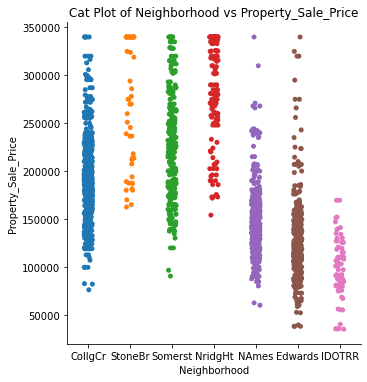 Cat Plot of Neighborhood vs Property_Sale_Price
350000
300000
250000
200000
150000
100000
50000
Property_Sale_Price
CollgCr StoneBr Somerst NridgHt NAmes Edwards IDOTRR
Neighborhood